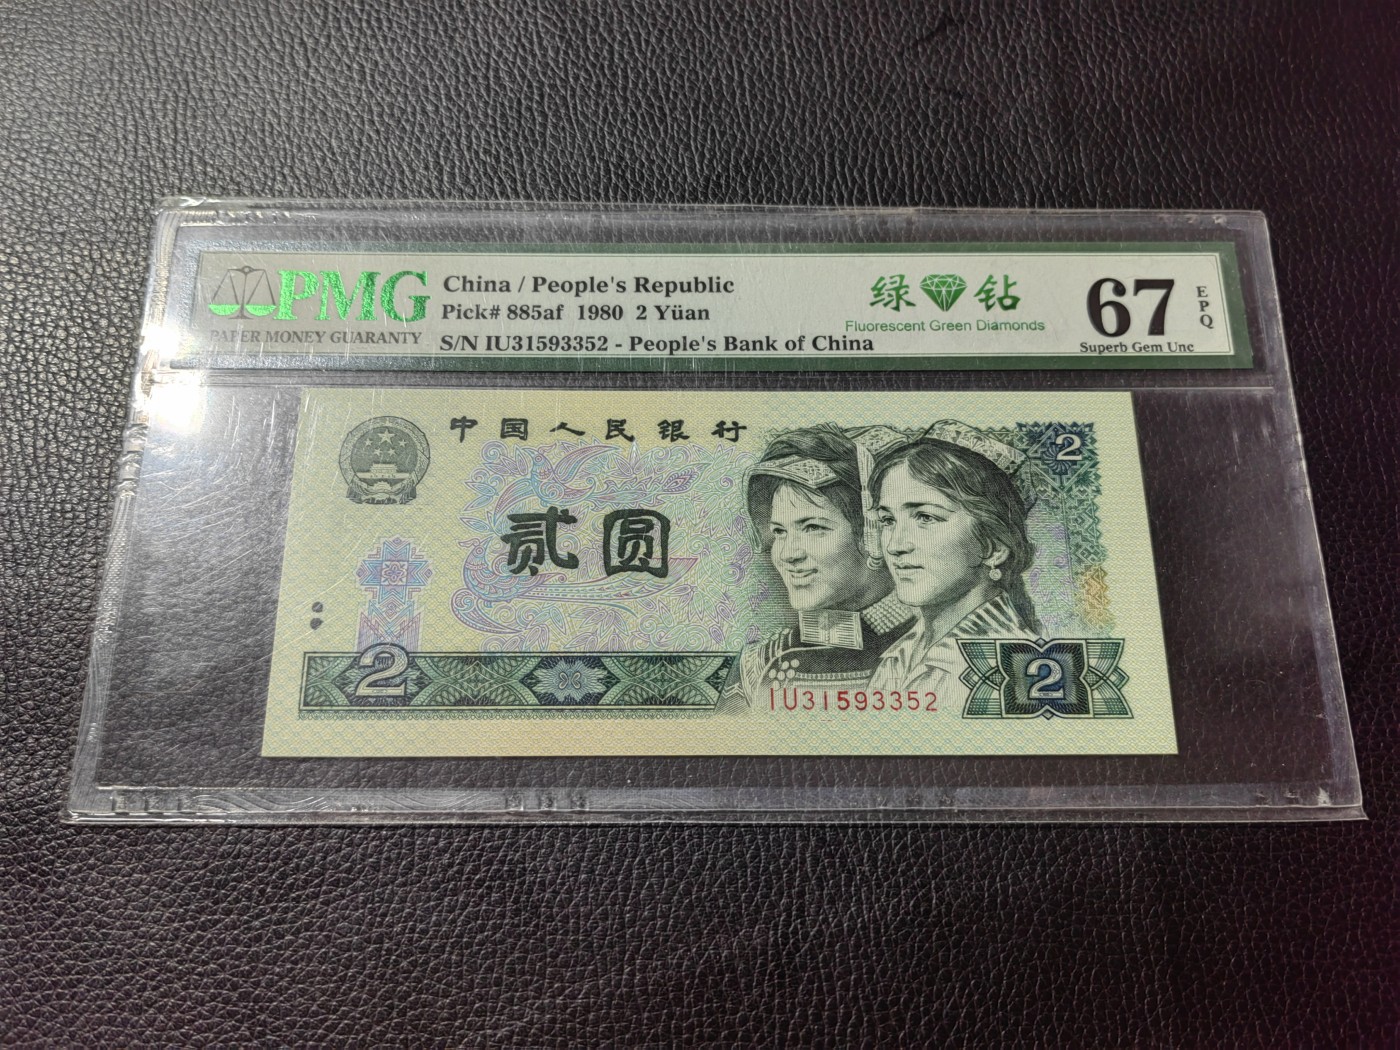 PMG
PAPER MONEY GUARANTY
China / People's Republic
Pick# 885af 1980 2 Yüan
S/N IU31593352 - People's Bank of China
绿 钻
Fluorescent Green Diamonds
67
EPQ
Superb Gem Unc
中国人民银行
2
贰圆
2
IU31593352
2